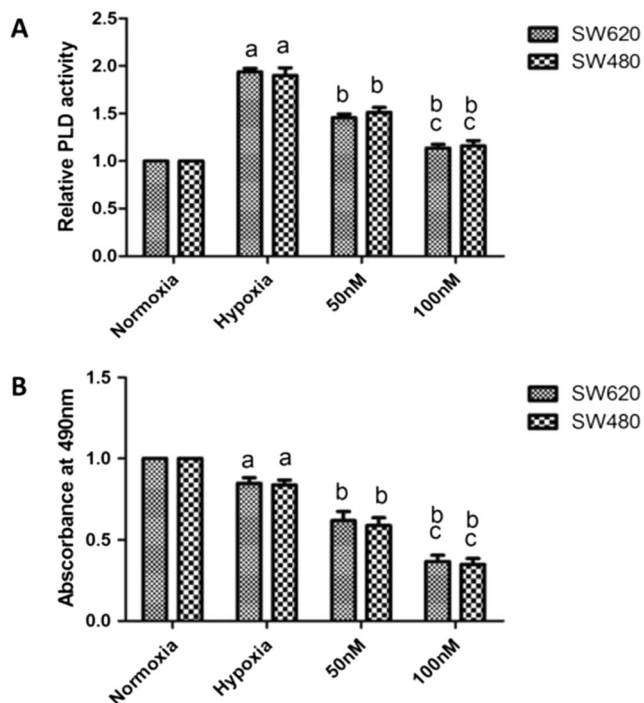 A
SW620
SW480
Relative PLD activity
2.5
2.0
1.5
1.0
0.5
0.0
a a
b b
b b
c c
Normoxia
Hypoxia
50nM
100nM
B
SW620
SW480
Abscorbance at 490nm
1.5
1.0
0.5
0.0
a a
b b
b b
c c
Normoxia
Hypoxia
50nM
100nM